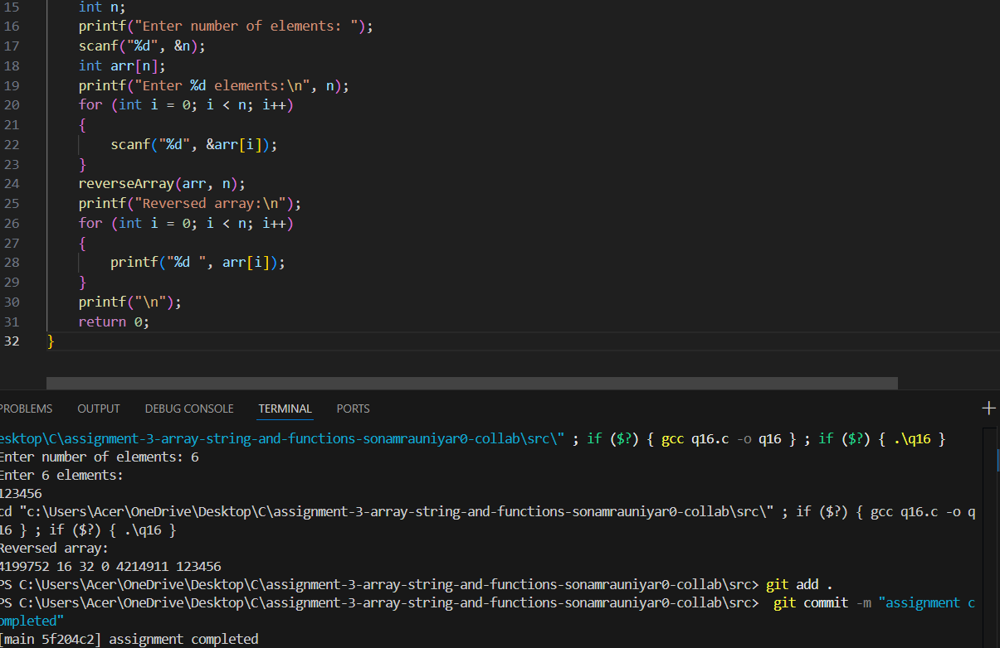 15 int n;
16 printf("Enter number of elements: ");
17 scanf("%d", &n);
18 int arr[n];
19 printf("Enter %d elements:\n", n);
20 for (int i = 0; i < n; i++)
21 {
22 scanf("%d", &arr[i]);
23 }
24 reverseArray(arr, n);
25 printf("Reversed array:\n");
26 for (int i = 0; i < n; i++)
27 {
28 printf("%d ", arr[i]);
29 }
30 printf("\n");
31 return 0;
32 }
PROBLEMS OUTPUT DEBUG CONSOLE TERMINAL PORTS +
esktop\C\assignment-3-array-string-and-functions-sonamrauniyar0-collab\src\" ; if ($?) { gcc q16.c -o q16 } ; if ($?) { .\q16 }
Enter number of elements: 6
Enter 6 elements:
123456
cd "c:\Users\Acer\OneDrive\Desktop\C\assignment-3-array-string-and-functions-sonamrauniyar0-collab\src\" ; if ($?) { gcc q16.c -o q
16 } ; if ($?) { .\q16 }
Reversed array:
4199752 16 32 0 4214911 123456
PS C:\Users\Acer\OneDrive\Desktop\C\assignment-3-array-string-and-functions-sonamrauniyar0-collab\src> git add .
PS C:\Users\Acer\OneDrive\Desktop\C\assignment-3-array-string-and-functions-sonamrauniyar0-collab\src> git commit -m "assignment c
ompleted"
[main 5f204c2] assignment completed